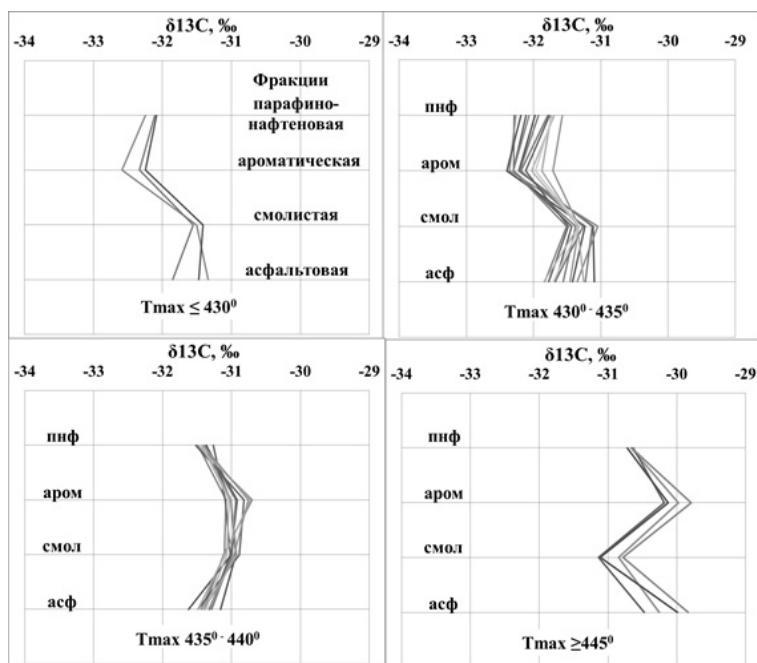 δ13C, ‰
-34 -33 -32 -31 -30 -29
Фракции
парафино-
нафтеновая
ароматическая
смолистая
асфальтовая
Tmax ≤ 430⁰
δ13C, ‰
-34 -33 -32 -31 -30 -29
пнф
аром
смол
асф
Tmax 430⁰ - 435⁰
δ13C, ‰
-34 -33 -32 -31 -30 -29
пнф
аром
смол
асф
Tmax 435⁰ - 440⁰
δ13C, ‰
-34 -33 -32 -31 -30 -29
пнф
аром
смол
асф
Tmax ≥445⁰